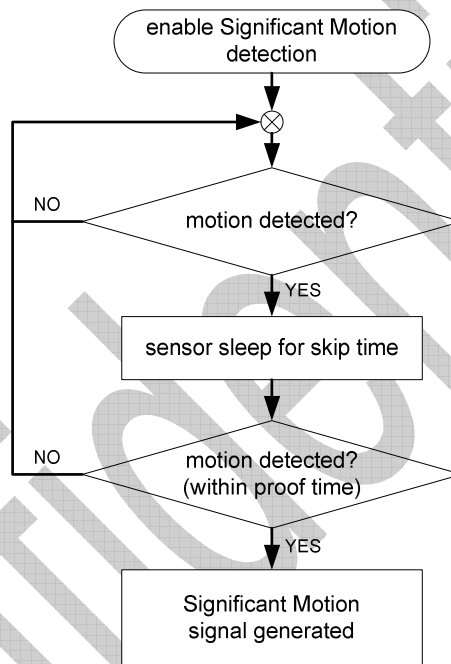 enable Significant Motion
detection
NO
motion detected?
YES
sensor sleep for skip time
NO
motion detected?
(within proof time)
YES
Significant Motion
signal generated